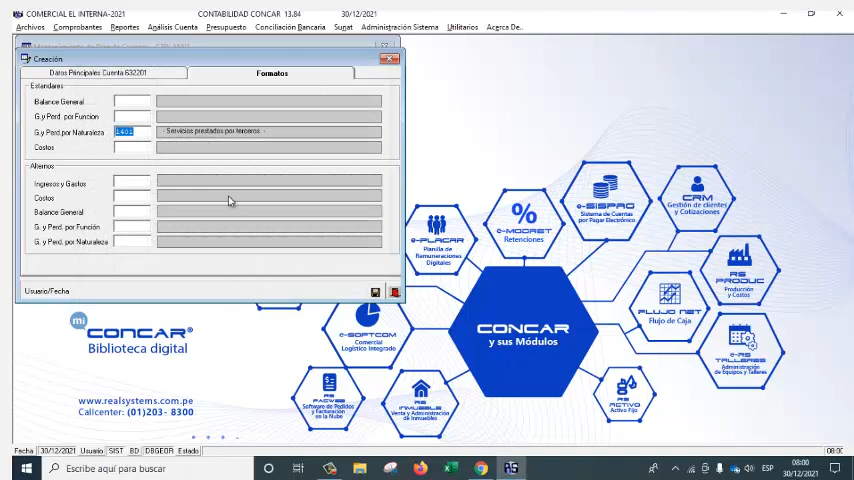 COMERCIAL EL INTERNA-2021 CONTABILIDAD CONCAR 13.84 30/12/2021
Archivos Comprobantes Reportes Análisis Cuenta Presupuesto Conciliación Bancaria Sunat Administración Sistema Utilitarios Acerca De..
Creación
Datos Principales Cuenta 632201 Formatos
Estandares
Balance General
G.y Perd. por Funcion
G.y Perd.por Naturaleza 1401 - Servicios prestados por terceros -
Costos
Alternos
Ingresos y Gastos
Costos
Balance General
G. y Perd. por Función
G. y Perd. por Naturaleza
Usuario/Fecha
mi
CONCAR®
Biblioteca digital
www.realsystems.com.pe
Callcenter: (01)203- 8300
e-PLACAR
Planilla de
Remuneraciones
Digitales
%
e-MODRET
Retenciones
e-SISPAG
Sistema de Cuentas
por Pagar Electrónico
CRM
Gestión de clientes
y Cotizaciones
RS
PRODUC
Producción
y Costos
FLUJO NET
Flujo de Caja
e-RS
TALLERES
Administración
de Equipos y Talleres
CONCAR
y sus Módulos
e-SOFTCOM
Comercial
Logístico Integrado
RS
FACWEB
Software de Pedidos
y Facturación
en la Nube
RS
INMUEBLE
Venta y Administración
de Inmuebles
RS
ACTIVO
Activo Fijo
Fecha 30/12/2021 Usuario SIST BD DBGEOR Estado 08:00
Escribe aquí para buscar
ESP
08:00
30/12/2021